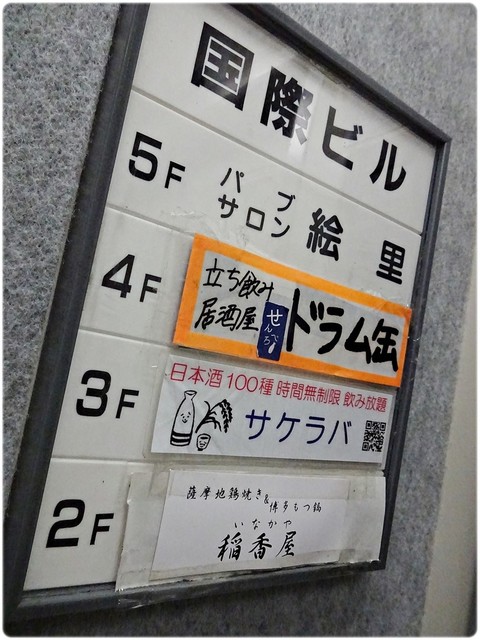 国際ビル
5F
パブ
サロン
絵里
4F
立ち飲み
居酒屋
せんべろ
ドラム缶
3F
日本酒100種 時間無制限 飲み放題
サケラバ
2F
薩摩地鶏焼き&
博多もつ鍋
いなかや
稲香屋